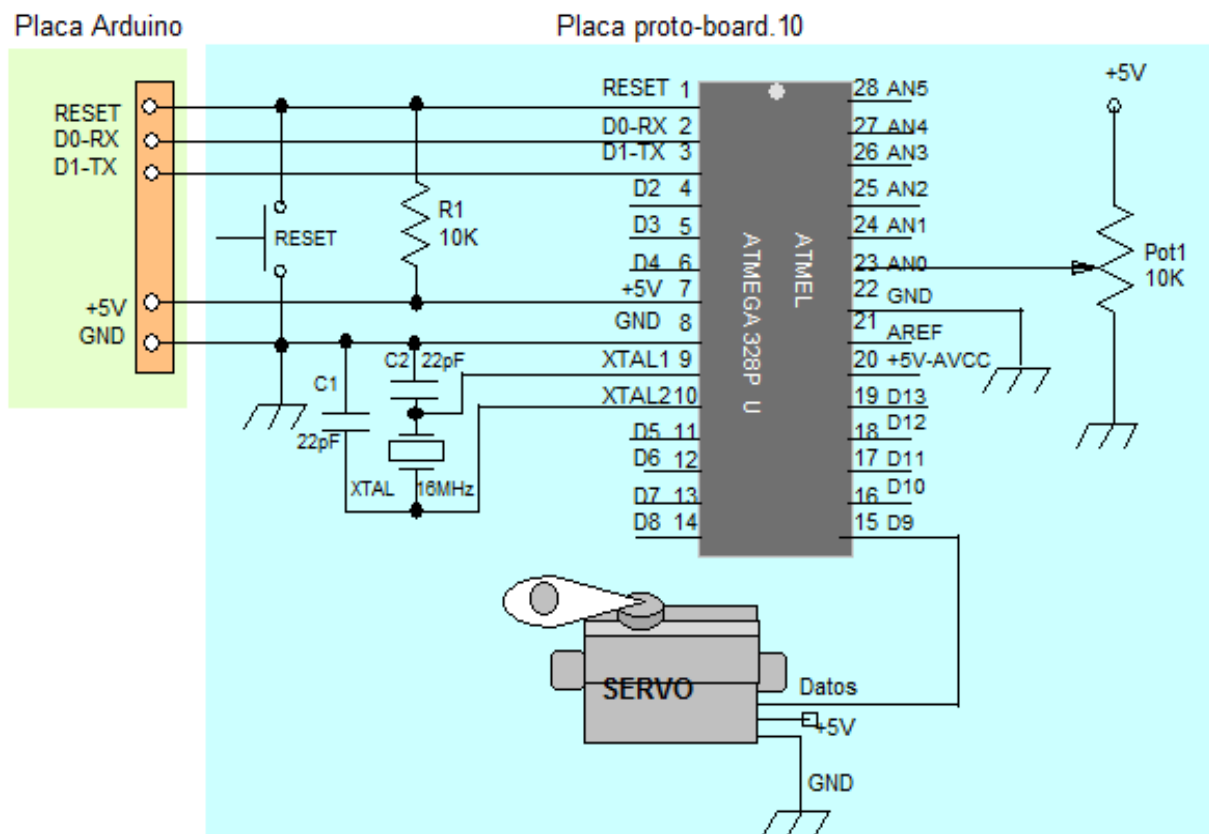 Placa Arduino
Placa proto-board.10
RESET
D0-RX
D1-TX
+5V
GND
RESET
R1
10K
C1
22pF
C2 22pF
XTAL 16MHz
RESET 1
D0-RX 2
D1-TX 3
D2 4
D3 5
D4 6
+5V 7
GND 8
XTAL1 9
XTAL2 10
D5 11
D6 12
D7 13
D8 14
ATMEL
ATMEGA 328P U
28 AN5
27 AN4
26 AN3
25 AN2
24 AN1
23 AN0
22 GND
21 AREF
20 +5V-AVCC
19 D13
18 D12
17 D11
16 D10
15 D9
+5V
Pot1
10K
SERVO
Datos
+5V
GND